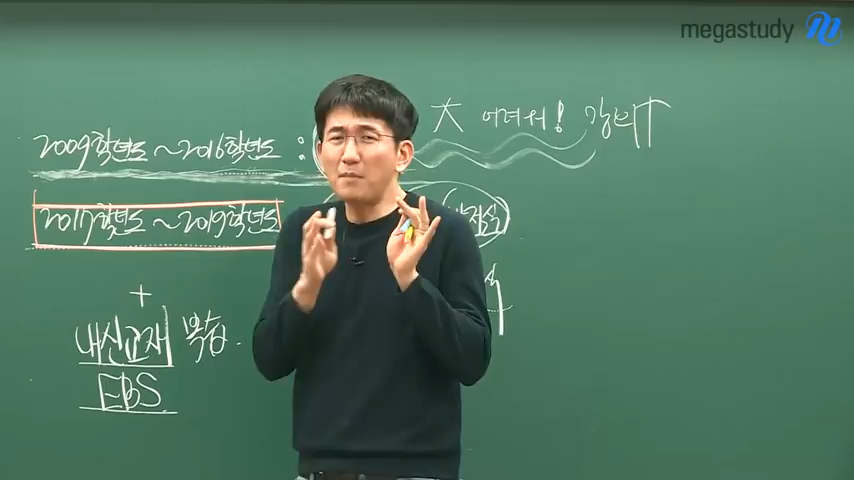 megastudy
2009학년도 ~ 2016학년도 : 大 어려워! 강의
2017학년도 ~ 2019학년도
+
내신교재 복습.
EBS